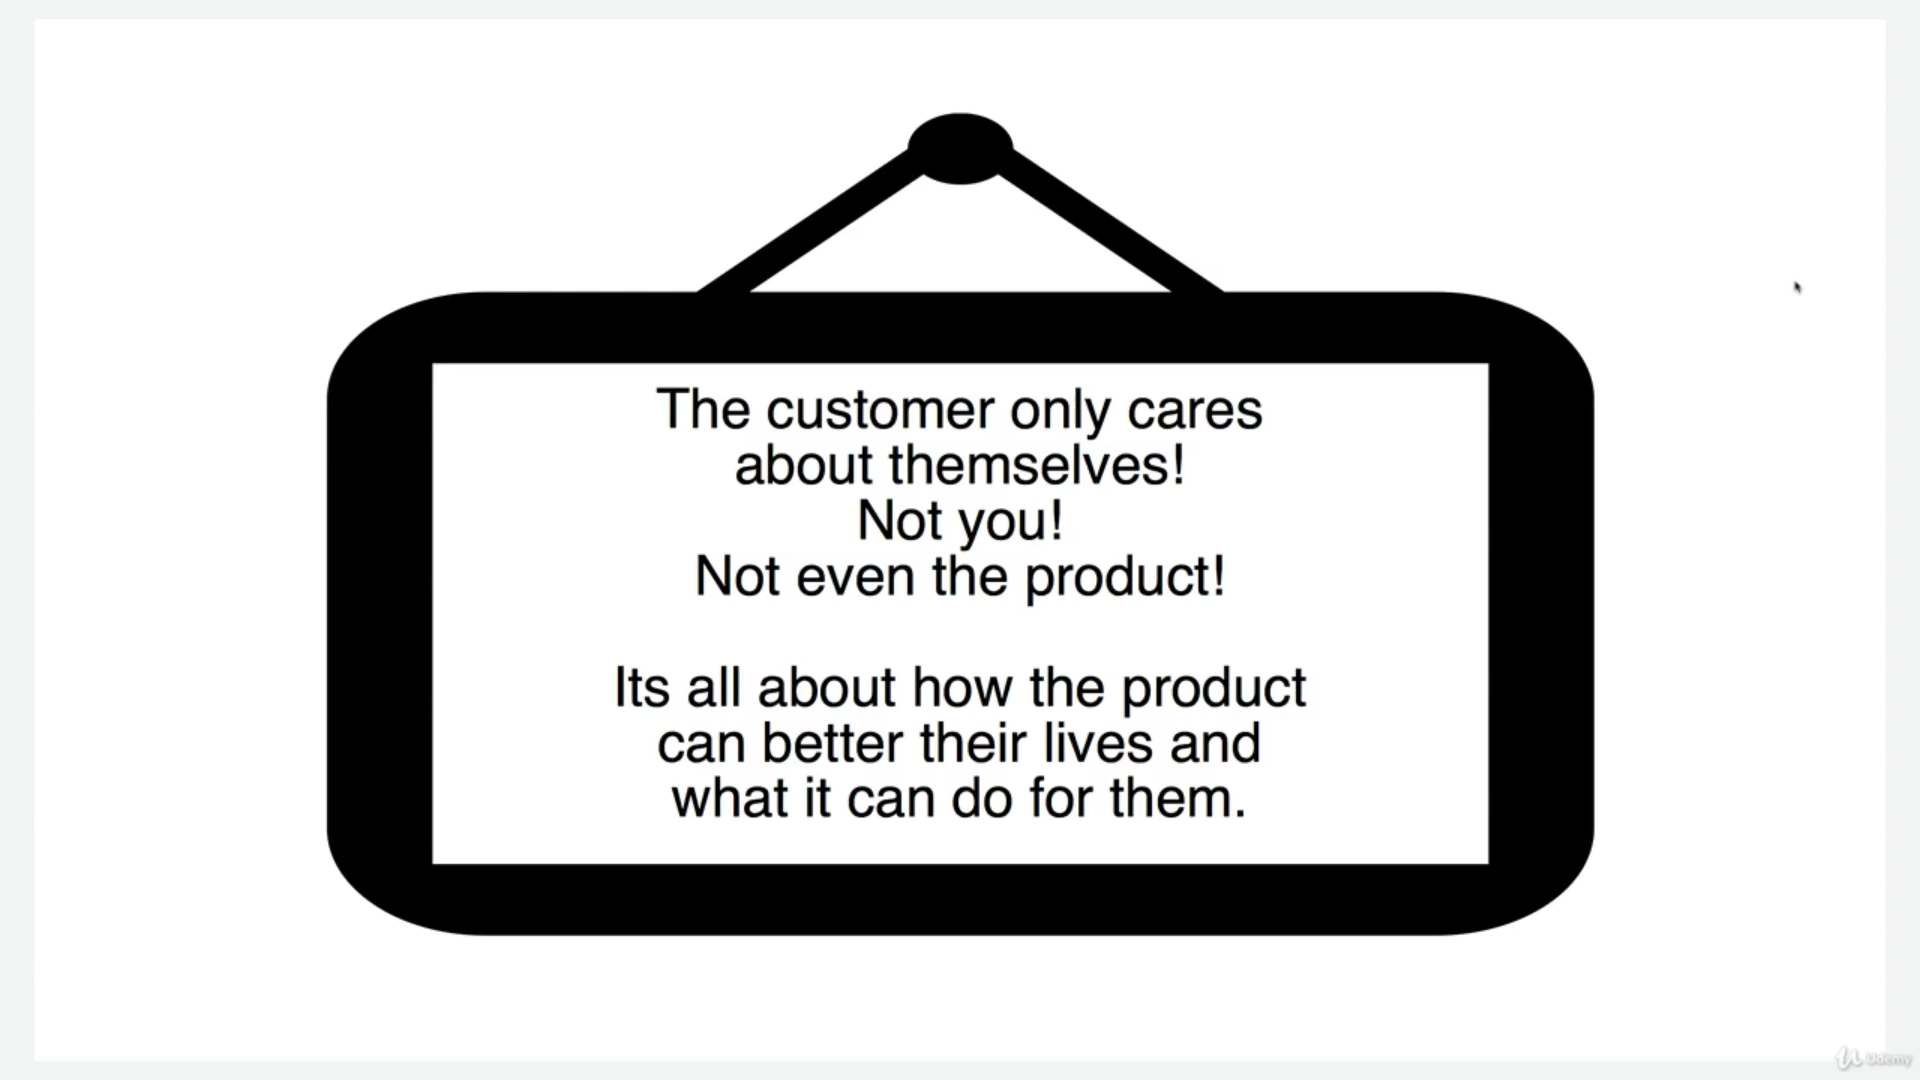 The customer only cares
about themselves!
Not you!
Not even the product!
Its all about how the product
can better their lives and
what it can do for them.
Udemy